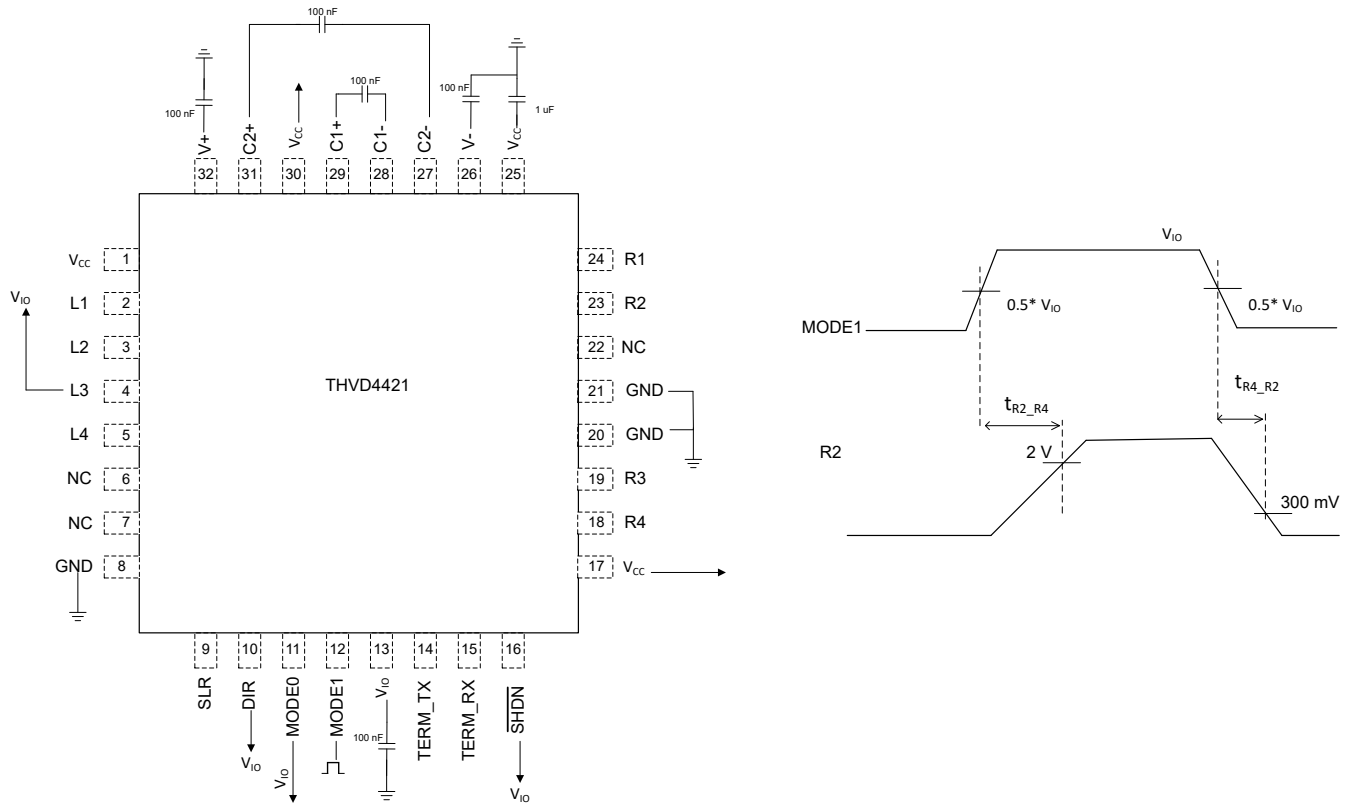 100 nF
100 nF
100 nF
100 nF
1 uF
V+
C2+
VCC
C1+
C1-
C2-
V-
VCC
32
31
30
29
28
27
26
25
VCC 1
VIO
L1 2
L2 3
L3 4
L4 5
NC 6
NC 7
GND 8
THVD4421
24 R1
23 R2
22 NC
21 GND
20 GND
19 R3
18 R4
17 VCC
9
10
11
12
13
14
15
16
SLR
DIR
MODE0
MODE1
VIO
TERM_TX
TERM_RX
SHDN
100 nF
VIO
VIO
VIO
VIO
0.5* VIO
0.5* VIO
MODE1
tR2_R4
tR4_R2
R2
2 V
300 mV